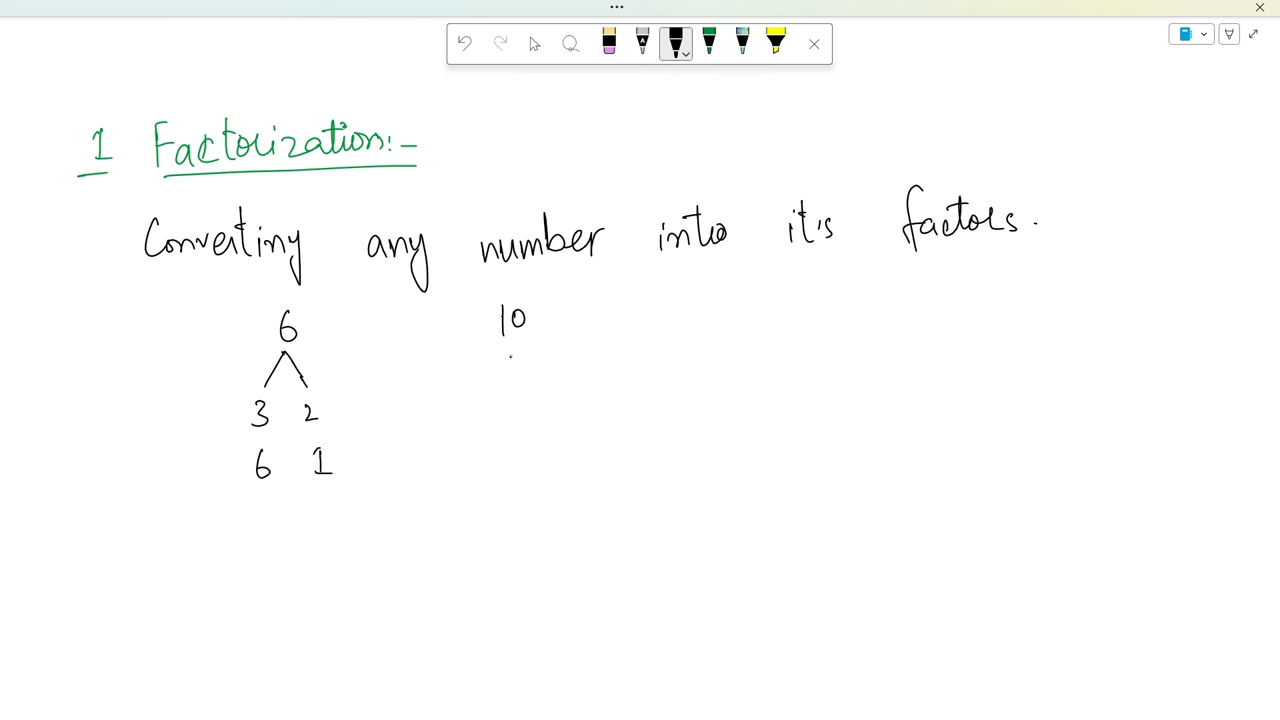 1 Factorization:-
Converting any number into it's factors.
6 10
3 2
6 1